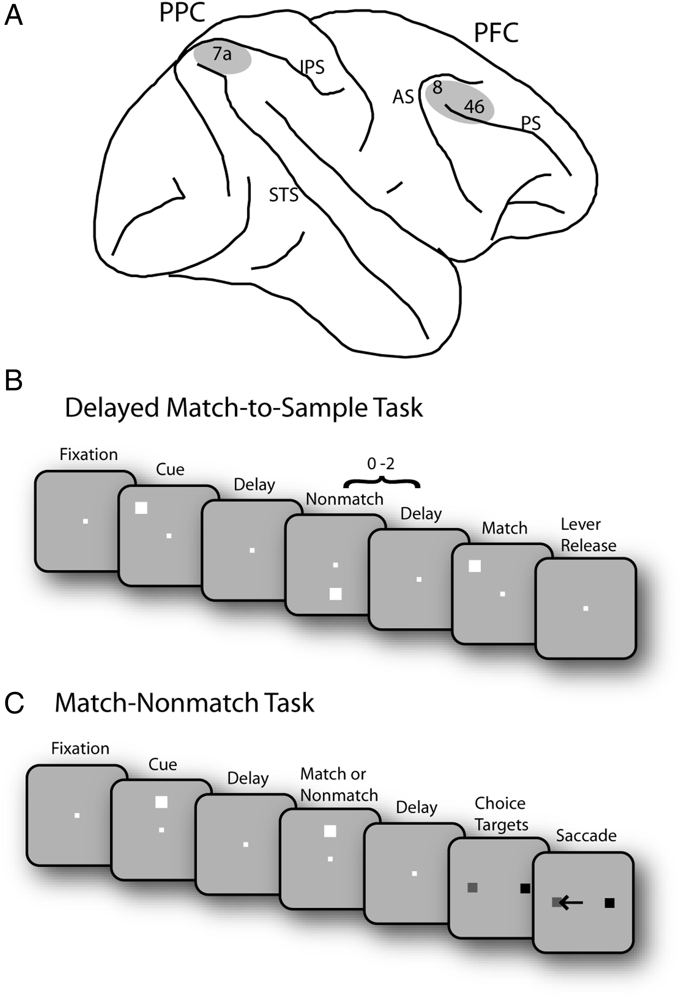 A
PPC
PFC
7a
IPS
8
AS
46
PS
STS
B
Delayed Match-to-Sample Task
Fixation
Cue
Delay
0 -2
Nonmatch
Delay
Match
Lever
Release
C
Match-Nonmatch Task
Fixation
Cue
Delay
Match or
Nonmatch
Delay
Choice
Targets
Saccade